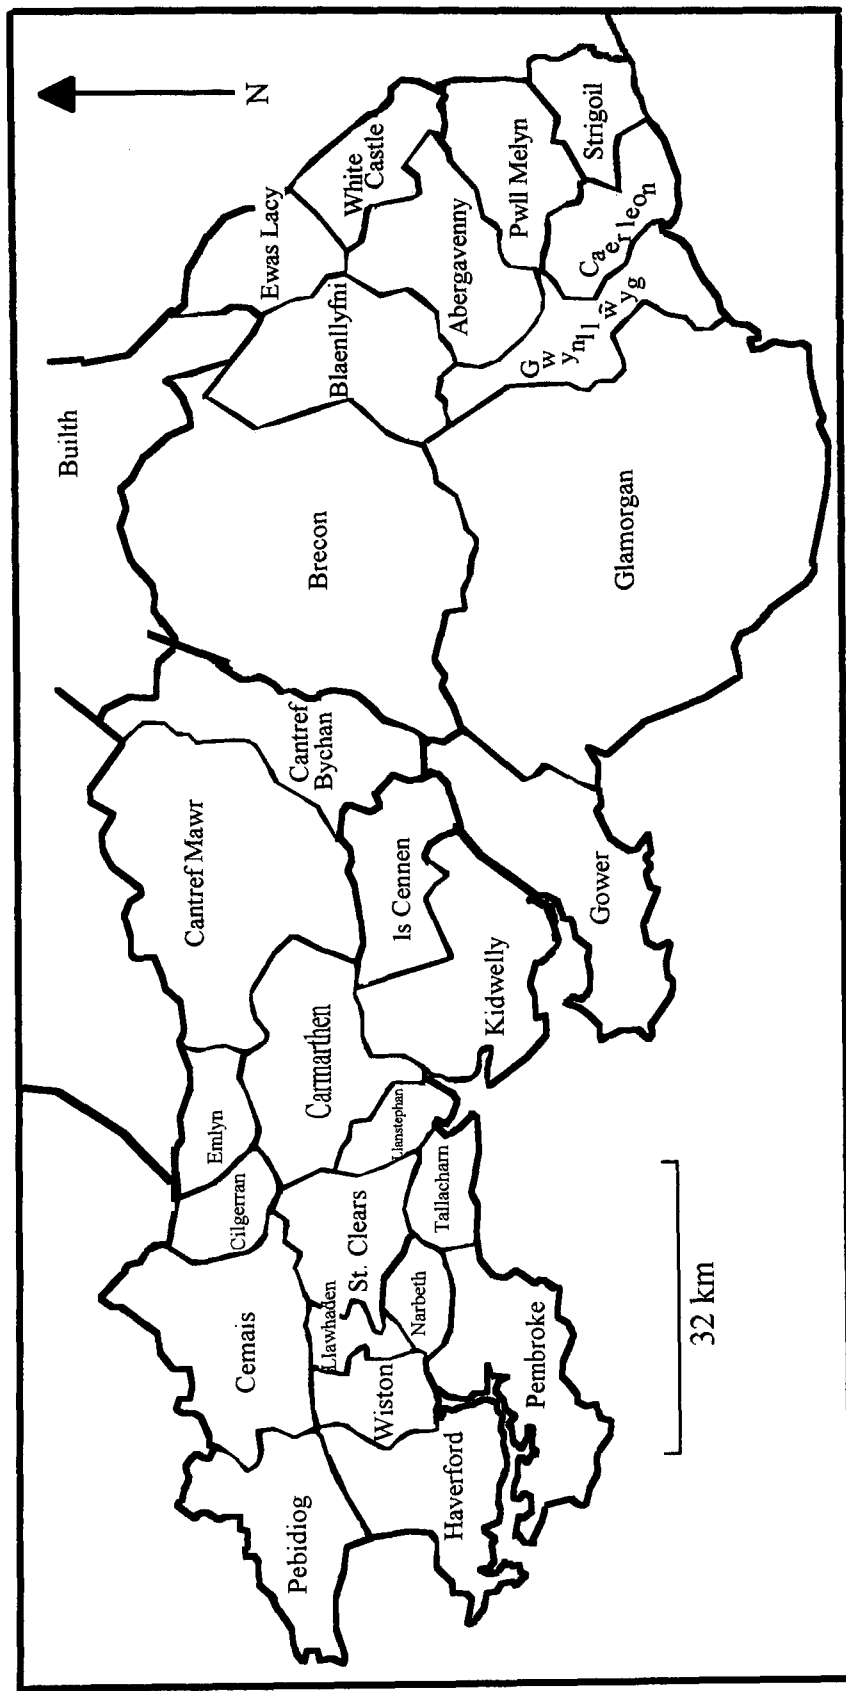 N
Builth
Ewas Lacy
White
Castle
Blaenllyfni
Abergavenny
Pwll Melyn
Strigoil
Caerleon
Gwynllŵyg
Brecon
Glamorgan
Cantref
Bychan
Cantref Mawr
Is Cennen
Gower
Kidwelly
Carmarthen
Emlyn
Llanstephan
Cilgerran
St. Clears
Tallacharn
Cemais
Llawhaden
Narbeth
Wiston
Pembroke
Pebidiog
Haverford
32 km